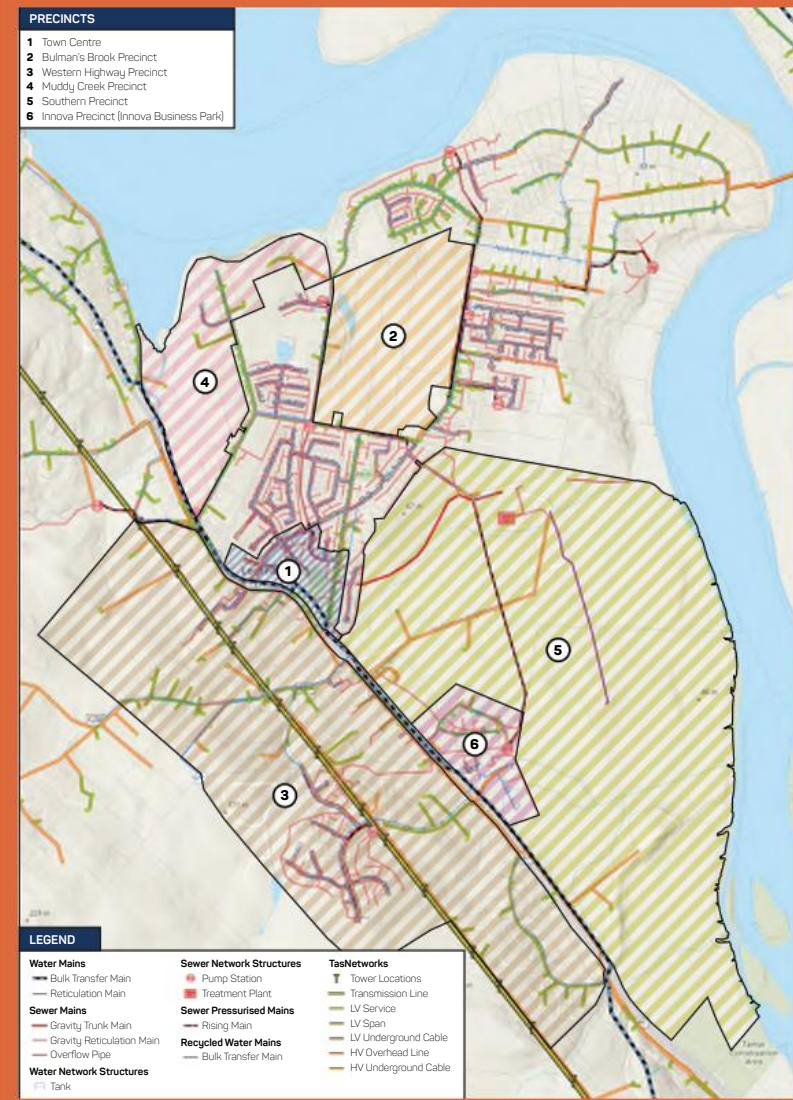 PRECINCTS
1 Town Centre
2 Bulman's Brook Precinct
3 Western Highway Precinct
4 Muddy Creek Precinct
5 Southern Precinct
6 Innova Precinct (Innova Business Park)
2
4
1
5
6
3
LEGEND
Water Mains
Bulk Transfer Main
Reticulation Main
Sewer Mains
Gravity Trunk Main
Gravity Reticulation Main
Overflow Pipe
Water Network Structures
Tank
Sewer Network Structures
Pump Station
Treatment Plant
Sewer Pressurised Mains
Rising Main
Recycled Water Mains
Bulk Transfer Main
TasNetworks
Tower Locations
Transmission Line
LV Service
LV Span
LV Underground Cable
HV Overhead Line
HV Underground Cable
Tamar
Conservation
Area